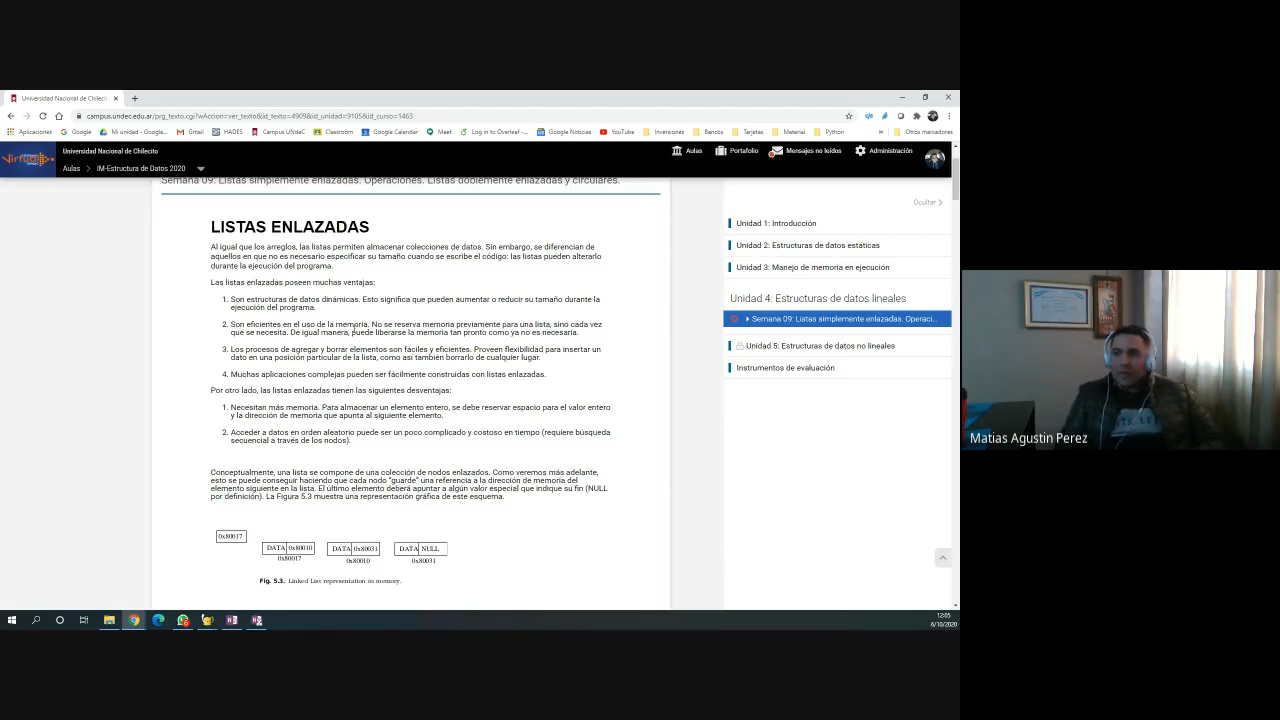 Universidad Nacional de Chileci
campus.undec.edu.ar/prg_texto.cgi?wAccion=ver_texto&id_texto=4909&id_unidad=9105&id_curso=1463
Aplicaciones
Google
Mi unidad - Google...
Gmail
HADES
Campus UNdeC
Classroom
Google Calendar
Meet
Log in to Overleaf -...
Google Noticas
YouTube
Inversiones
Bancos
Tarjetas
Material
Python
»
Otros marcadores
Universidad Nacional de Chilecito
Aulas
IM-Estructura de Datos 2020
Aulas
Portafolio
Mensajes no leídos
Administración
Semana 09: Listas simplemente enlazadas. Operaciones. Listas doblemente enlazadas y circulares.
LISTAS ENLAZADAS
Al igual que los arreglos, las listas permiten almacenar colecciones de datos. Sin embargo, se diferencian de
aquellos en que no es necesario especificar su tamaño cuando se escribe el código: las listas pueden alterarlo
durante la ejecución del programa.
Las listas enlazadas poseen muchas ventajas:
1. Son estructuras de datos dinámicas. Esto significa que pueden aumentar o reducir su tamaño durante la
ejecución del programa.
2. Son eficientes en el uso de la memoria. No se reserva memoria previamente para una lista, sino cada vez
que se necesita. De igual manera, puede liberarse la memoria tan pronto como ya no es necesaria.
3. Los procesos de agregar y borrar elementos son fáciles y eficientes. Proveen flexibilidad para insertar un
dato en una posición particular de la lista, como así también borrarlo de cualquier lugar.
4. Muchas aplicaciones complejas pueden ser fácilmente construidas con listas enlazadas.
Por otro lado, las listas enlazadas tienen las siguientes desventajas:
1. Necesitan más memoria. Para almacenar un elemento entero, se debe reservar espacio para el valor entero
y la dirección de memoria que apunta al siguiente elemento.
2. Acceder a datos en orden aleatorio puede ser un poco complicado y costoso en tiempo (requiere búsqueda
secuencial a través de los nodos).
Conceptualmente, una lista se compone de una colección de nodos enlazados. Como veremos más adelante,
esto se puede conseguir haciendo que cada nodo "guarde" una referencia a la dirección de memoria del
elemento siguiente en la lista. El último elemento deberá apuntar a algún valor especial que indique su fin (NULL
por definición). La Figura 5.3 muestra una representación gráfica de este esquema.
0x80017
DATA 0x80010
DATA 0x80031
DATA NULL
0x80017
0x80010
0x80031
Fig. 5.3. Linked List representation in memory.
Ocultar
Unidad 1: Introducción
Unidad 2: Estructuras de datos estáticas
Unidad 3: Manejo de memoria en ejecución
Unidad 4: Estructuras de datos lineales
Semana 09: Listas simplemente enlazadas. Operaci...
Unidad 5: Estructuras de datos no lineales
Instrumentos de evaluación
12:05
6/10/2020
Matias Agustin Perez